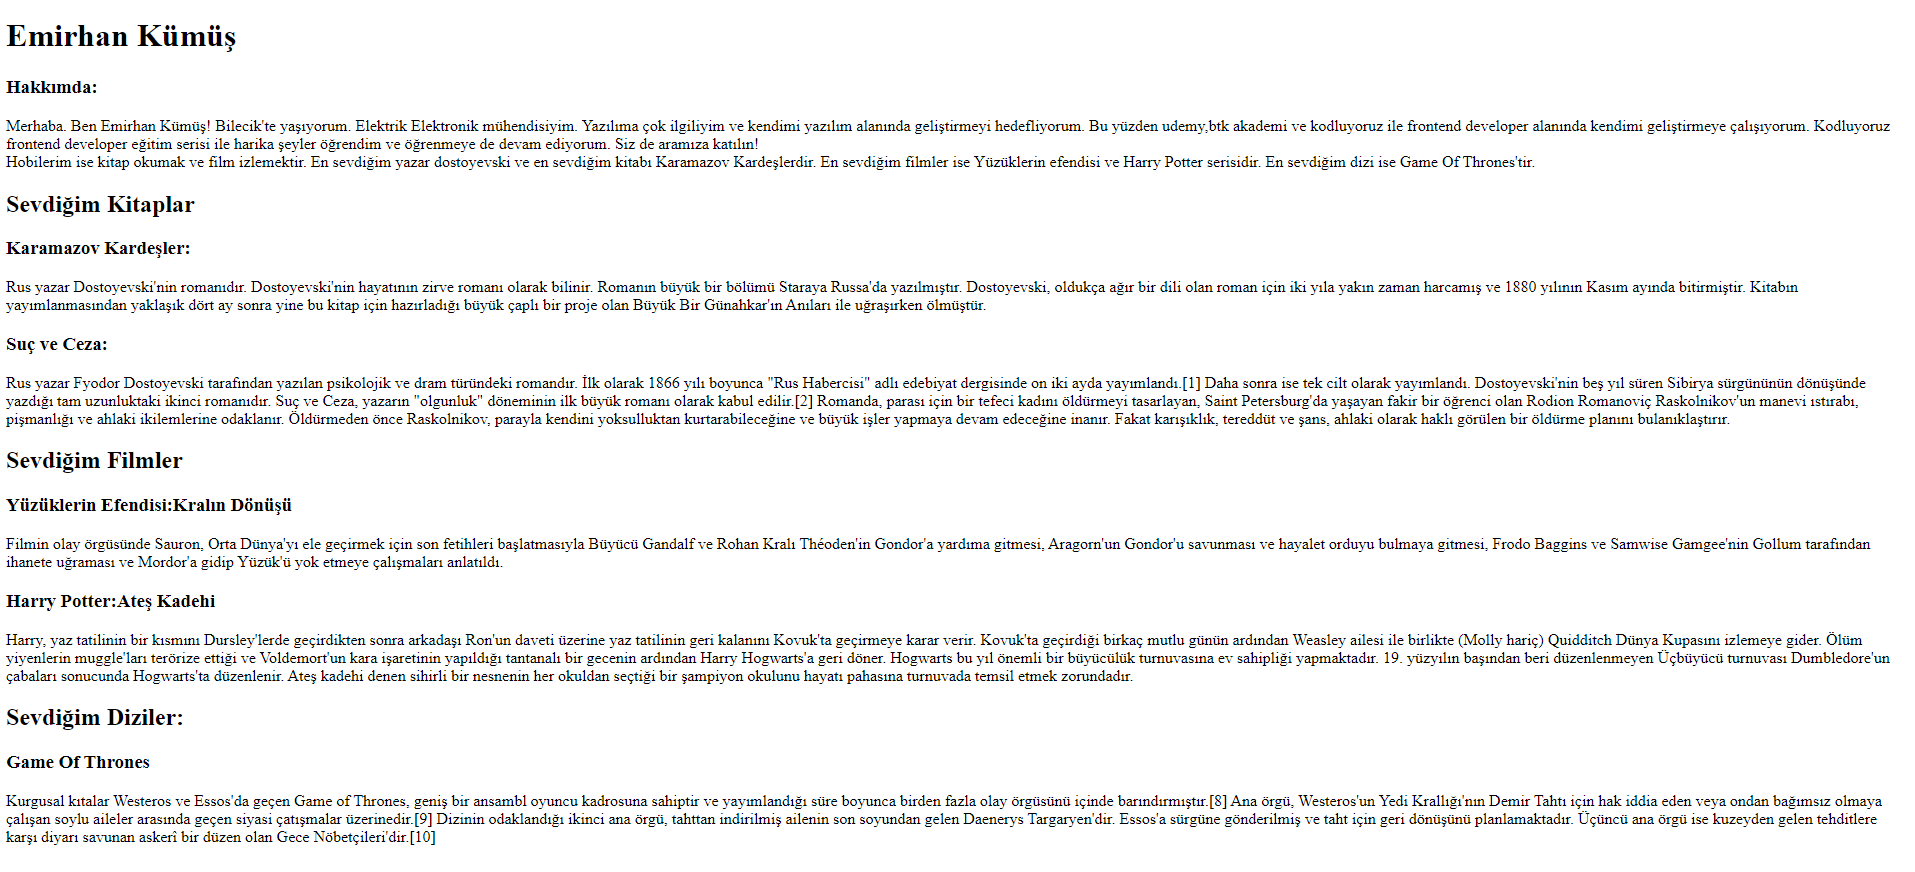 Emirhan Kümüş
Hakkımda:
Merhaba. Ben Emirhan Kümüş! Bilecik'te yaşıyorum. Elektrik Elektronik mühendisiyim. Yazılıma çok ilgiliyim ve kendimi yazılım alanında geliştirmeyi hedefliyorum. Bu yüzden udemy,btk akademi ve kodluyoruz ile frontend developer alanında kendimi geliştirmeye çalışıyorum. Kodluyoruz
frontend developer eğitim serisi ile harika şeyler öğrendim ve öğrenmeye de devam ediyorum. Siz de aramıza katılın!
Hobilerim ise kitap okumak ve film izlemektir. En sevdiğim yazar dostoyevski ve en sevdiğim kitabı Karamazov Kardeşlerdir. En sevdiğim filmler ise Yüzüklerin efendisi ve Harry Potter serisidir. En sevdiğim dizi ise Game Of Thrones'tir.
Sevdiğim Kitaplar
Karamazov Kardeşler:
Rus yazar Dostoyevski'nin romanıdır. Dostoyevski'nin hayatının zirve romanı olarak bilinir. Romanın büyük bir bölümü Staraya Russa'da yazılmıştır. Dostoyevski, oldukça ağır bir dili olan roman için iki yıla yakın zaman harcamış ve 1880 yılının Kasım ayında bitirmiştir. Kitabın
yayımlanmasından yaklaşık dört ay sonra yine bu kitap için hazırladığı büyük çaplı bir proje olan Büyük Bir Günahkar'ın Anıları ile uğraşırken ölmüştür.
Suç ve Ceza:
Rus yazar Fyodor Dostoyevski tarafından yazılan psikolojik ve dram türündeki romandır. İlk olarak 1866 yılı boyunca "Rus Habercisi" adlı edebiyat dergisinde on iki ayda yayımlandı.[1] Daha sonra ise tek cilt olarak yayımlandı. Dostoyevski'nin beş yıl süren Sibirya sürgününün dönüşünde
yazdığı tam uzunluktaki ikinci romanıdır. Suç ve Ceza, yazarın "olgunluk" döneminin ilk büyük romanı olarak kabul edilir.[2] Romanda, parası için bir tefeci kadını öldürmeyi tasarlayan, Saint Petersburg'da yaşayan fakir bir öğrenci olan Rodion Romanoviç Raskolnikov'un manevi ıstırabı,
pişmanlığı ve ahlaki ikilemlerine odaklanır. Öldürmeden önce Raskolnikov, parayla kendini yoksulluktan kurtarabileceğine ve büyük işler yapmaya devam edeceğine inanır. Fakat karışıklık, tereddüt ve şans, ahlaki olarak haklı görülen bir öldürme planını bulanıklaştırır.
Sevdiğim Filmler
Yüzüklerin Efendisi:Kralın Dönüşü
Filmin olay örgüsünde Sauron, Orta Dünya'yı ele geçirmek için son fetihleri başlatmasıyla Büyücü Gandalf ve Rohan Kralı Théoden'in Gondor'a yardıma gitmesi, Aragorn'un Gondor'u savunması ve hayalet orduyu bulmaya gitmesi, Frodo Baggins ve Samwise Gamgee'nin Gollum tarafından
ihanete uğraması ve Mordor'a gidip Yüzük'ü yok etmeye çalışmaları anlatıldı.
Harry Potter:Ateş Kadehi
Harry, yaz tatilinin bir kısmını Dursley'lerde geçirdikten sonra arkadaşı Ron'un daveti üzerine yaz tatilinin geri kalanını Kovuk'ta geçirmeye karar verir. Kovuk'ta geçirdiği birkaç mutlu günün ardından Weasley ailesi ile birlikte (Molly hariç) Quidditch Dünya Kupasını izlemeye gider. Ölüm
yiyenlerin muggle'ları terörize ettiği ve Voldemort'un kara işaretinin yapıldığı tantanalı bir gecenin ardından Harry Hogwarts'a geri döner. Hogwarts bu yıl önemli bir büyücülük turnuvasına ev sahipliği yapmaktadır. 19. yüzyılın başından beri düzenlenmeyen Üçbüyücü turnuvası Dumbledore'un
çabaları sonucunda Hogwarts'ta düzenlenir. Ateş kadehi denen sihirli bir nesnenin her okuldan seçtiği bir şampiyon okulunu hayatı pahasına turnuvada temsil etmek zorundadır.
Sevdiğim Diziler:
Game Of Thrones
Kurgusal kıtalar Westeros ve Essos'da geçen Game of Thrones, geniş bir ansambl oyuncu kadrosuna sahiptir ve yayımlandığı süre boyunca birden fazla olay örgüsünü içinde barındırmıştır.[8] Ana örgü, Westeros'un Yedi Krallığı'nın Demir Tahtı için hak iddia eden veya ondan bağımsız olmaya
çalışan soylu aileler arasında geçen siyasi çatışmalar üzerinedir.[9] Dizinin odaklandığı ikinci ana örgü, tahttan indirilmiş ailenin son soyundan gelen Daenerys Targaryen'dir. Essos'a sürgüne gönderilmiş ve taht için geri dönüşünü planlamaktadır. Üçüncü ana örgü ise kuzeyden gelen tehditlere
karşı diyarı savunan askerî bir düzen olan Gece Nöbetçileri'dir.[10]